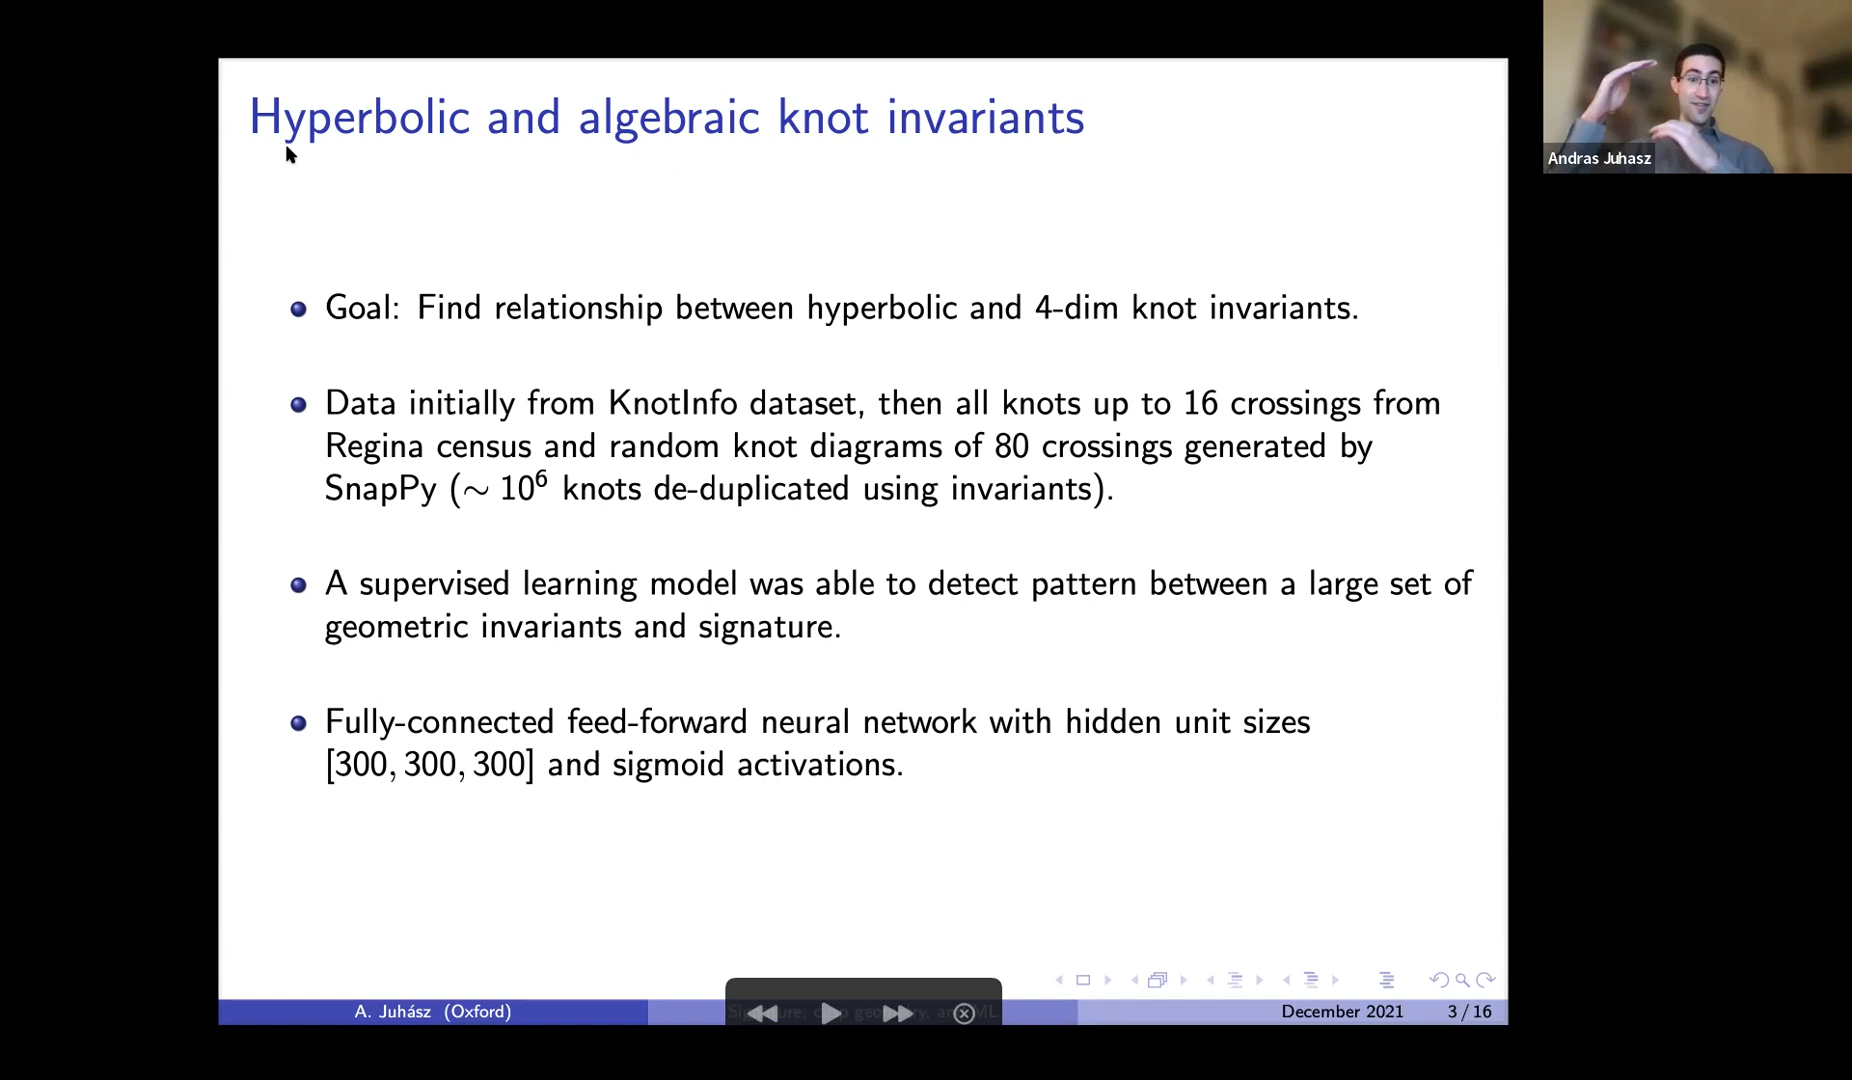 Hyperbolic and algebraic knot invariants
Andras Juhasz
Goal: Find relationship between hyperbolic and 4-dim knot invariants.
Data initially from KnotInfo dataset, then all knots up to 16 crossings from
Regina census and random knot diagrams of 80 crossings generated by
SnapPy (∼ 10⁶ knots de-duplicated using invariants).
A supervised learning model was able to detect pattern between a large set of
geometric invariants and signature.
Fully-connected feed-forward neural network with hidden unit sizes
[300, 300, 300] and sigmoid activations.
A. Juhász (Oxford)
December 2021
3 / 16